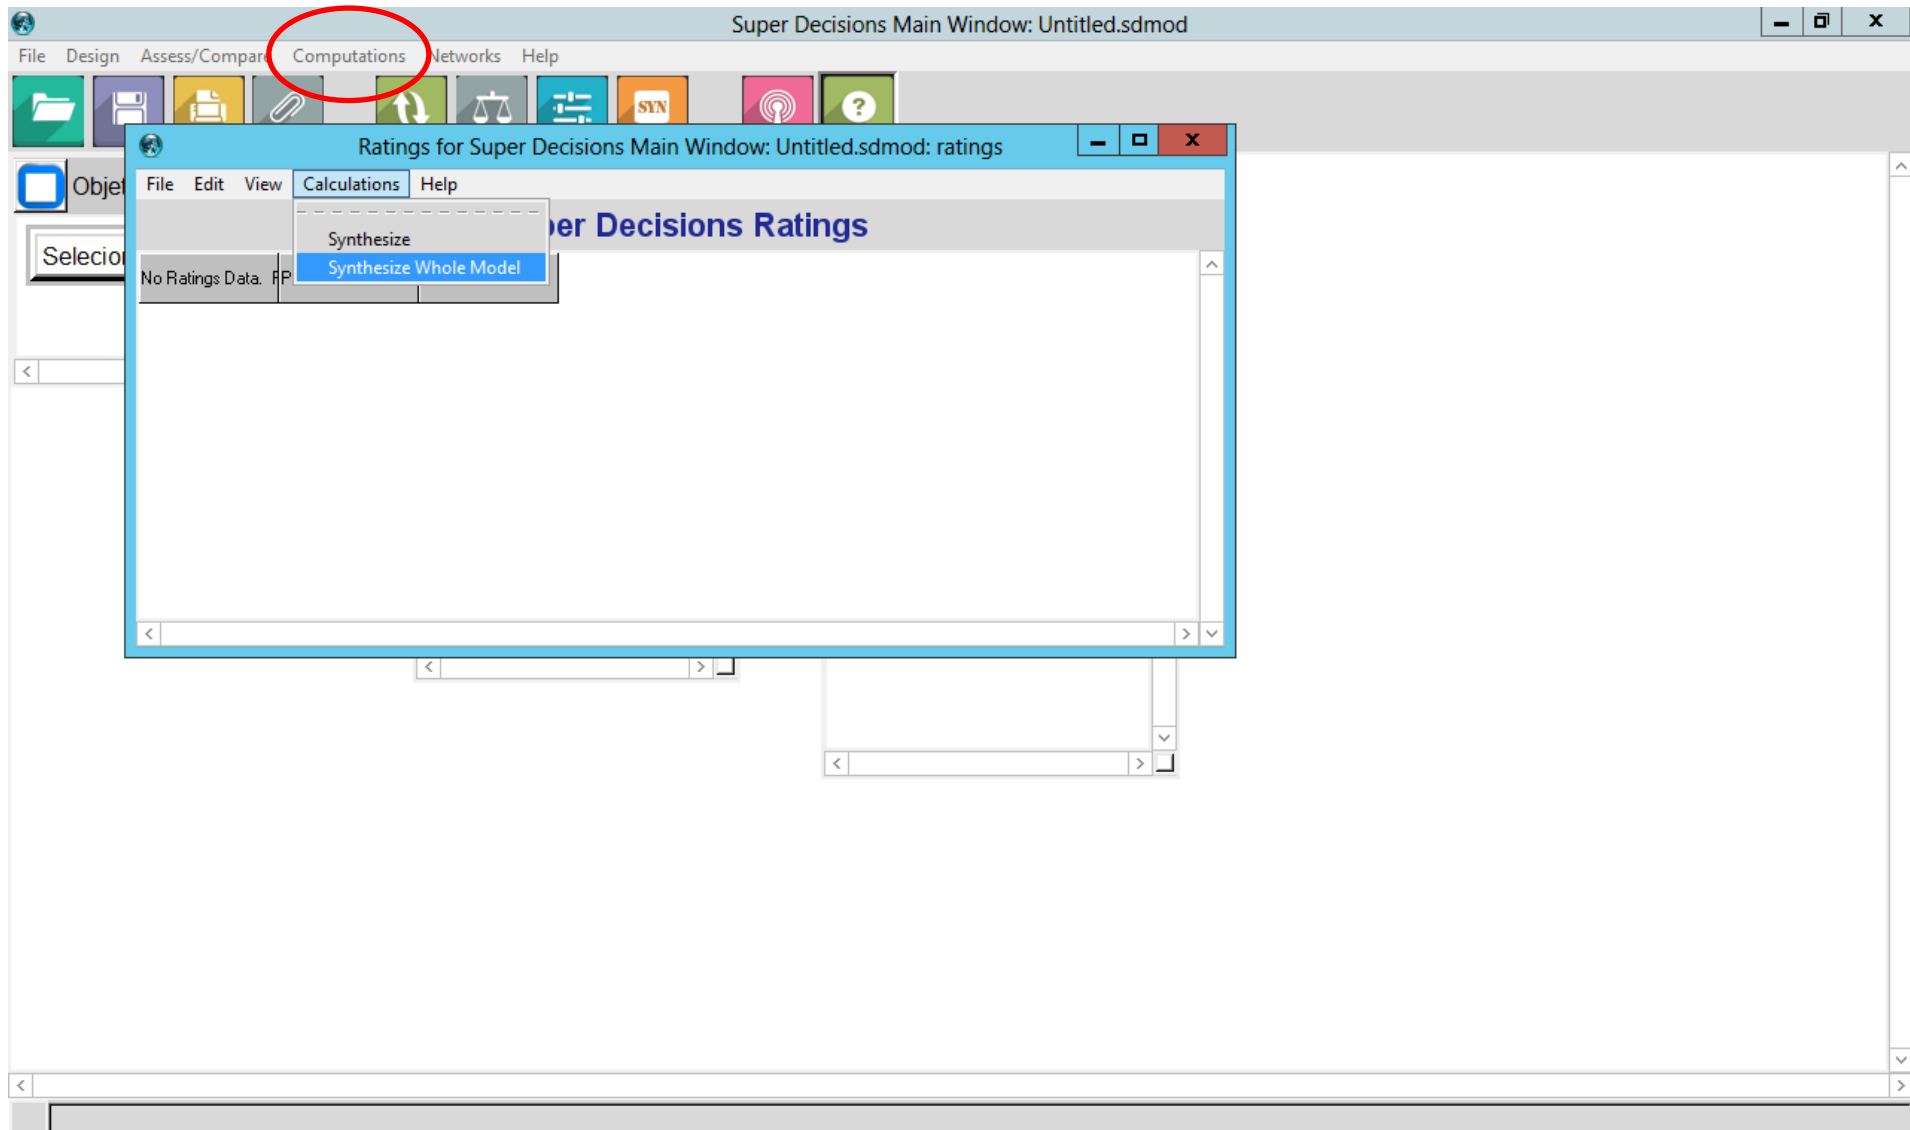 Super Decisions Main Window: Untitled.sdmod
File Design Assess/Compare Computations Networks Help
SYN
?
Ratings for Super Decisions Main Window: Untitled.sdmod: ratings
Objet
File Edit View Calculations Help
er Decisions Ratings
Synthesize
Selecion
Synthesize Whole Model
No Ratings Data.